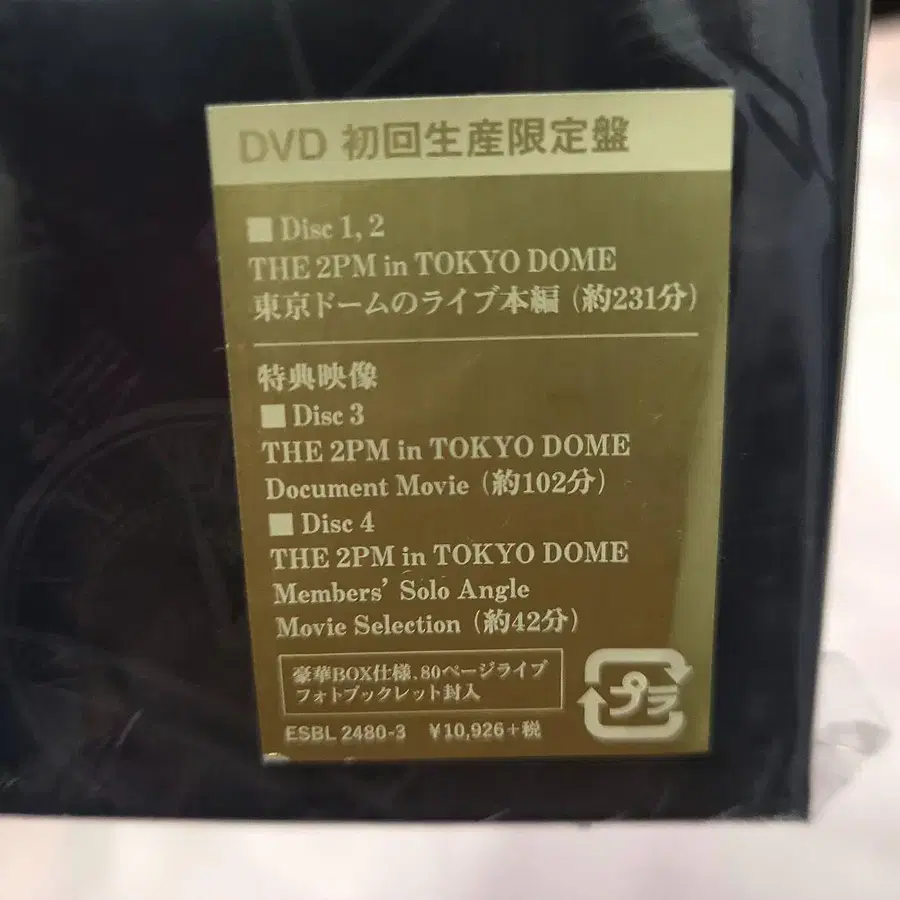 DVD 初回生産限定盤
■ Disc 1, 2
THE 2PM in TOKYO DOME
東京ドームのライブ本編（約231分）
特典映像
■ Disc 3
THE 2PM in TOKYO DOME
Document Movie（約102分）
■ Disc 4
THE 2PM in TOKYO DOME
Members’ Solo Angle
Movie Selection（約42分）
豪華BOX仕様、80ページライブ
フォトブックレット封入
ESBL 2480-3 ¥10,926+税
プラ